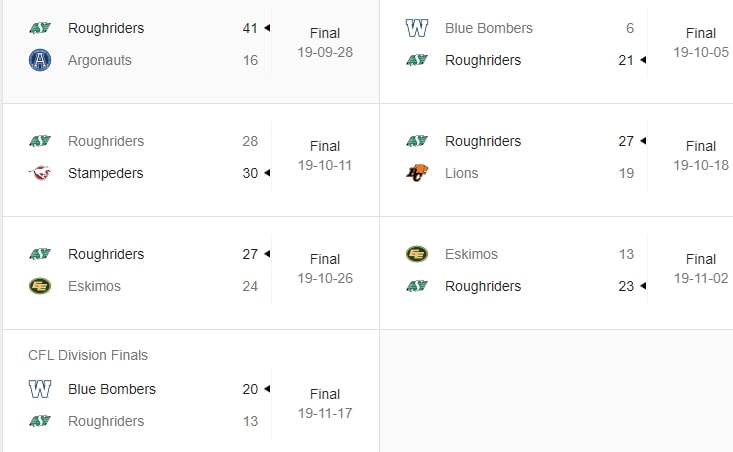 Roughriders 41 Final
Argonauts 16 19-09-28
Blue Bombers 6 Final
Roughriders 21 19-10-05
Roughriders 28 Final
Stampeders 30 19-10-11
Roughriders 27 Final
Lions 19 19-10-18
Roughriders 27 Final
Eskimos 24 19-10-26
Eskimos 13 Final
Roughriders 23 19-11-02
CFL Division Finals
Blue Bombers 20 Final
Roughriders 13 19-11-17